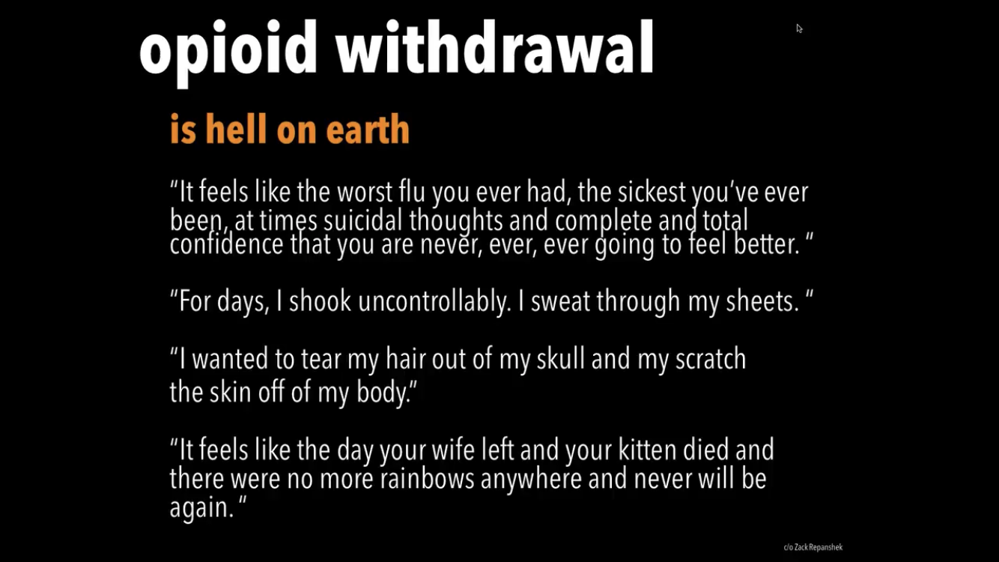 opioid withdrawal
is hell on earth
“It feels like the worst flu you ever had, the sickest you’ve ever
been, at times suicidal thoughts and complete and total
confidence that you are never, ever, ever going to feel better. “
“For days, I shook uncontrollably. I sweat through my sheets. “
“I wanted to tear my hair out of my skull and my scratch
the skin off of my body.”
“It feels like the day your wife left and your kitten died and
there were no more rainbows anywhere and never will be
again. “
c/o Zack Repanshek